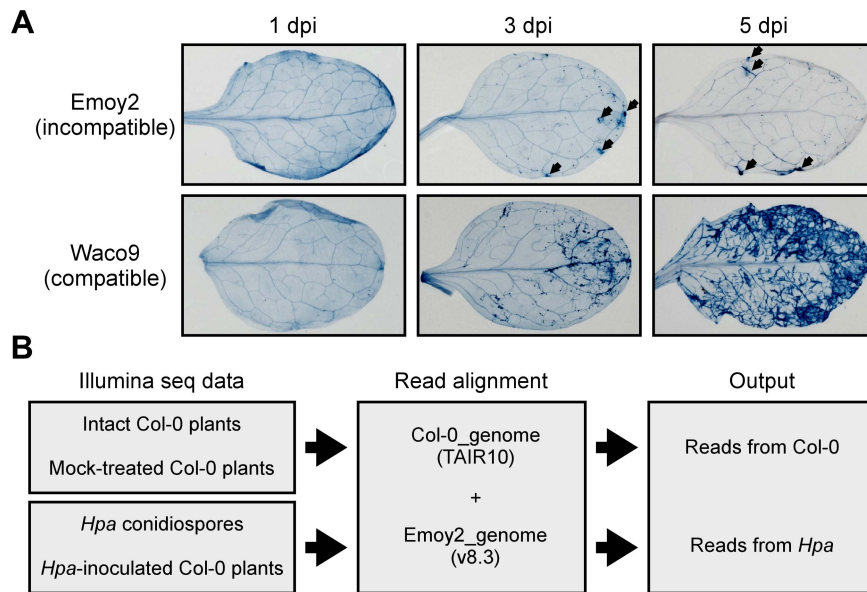 A
1 dpi
3 dpi
5 dpi
Emoy2
(incompatible)
Waco9
(compatible)
B
Illumina seq data
Read alignment
Output
Intact Col-0 plants
Mock-treated Col-0 plants
Hpa conidiospores
Hpa-inoculated Col-0 plants
Col-0_genome
(TAIR10)
+
Emoy2_genome
(v8.3)
Reads from Col-0
Reads from Hpa